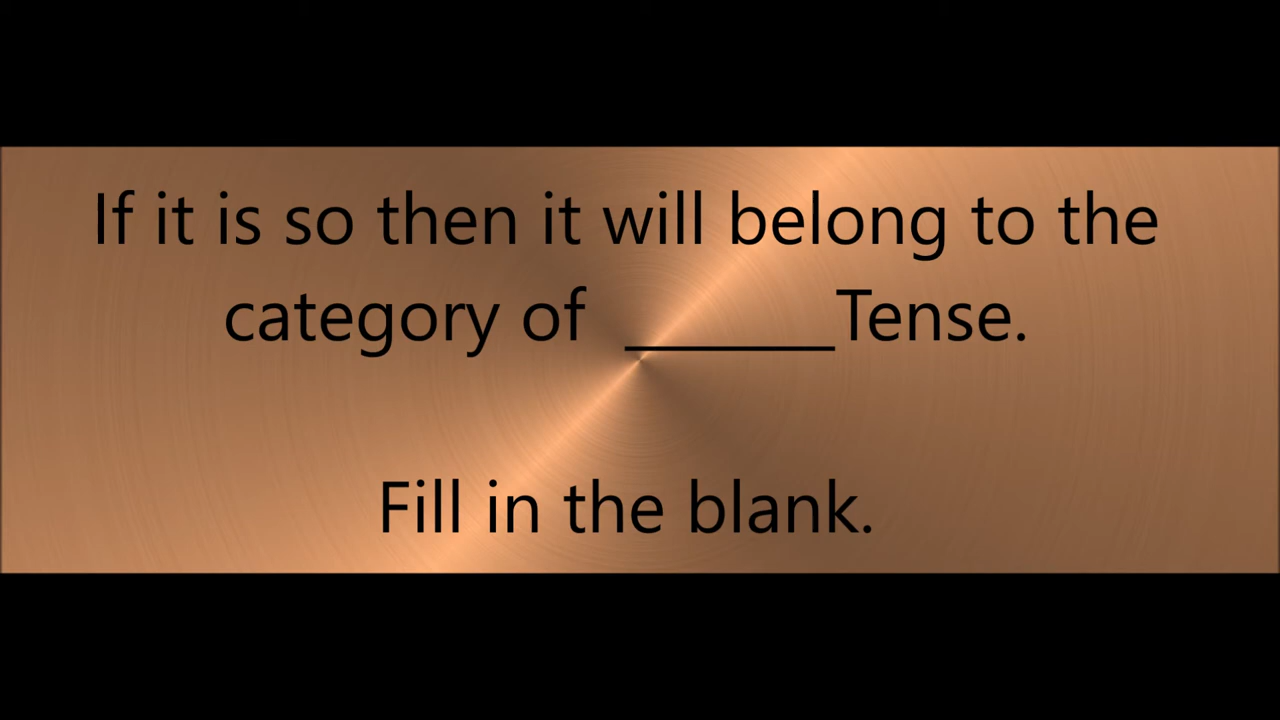 If it is so then it will belong to the
category of _______Tense.
Fill in the blank.